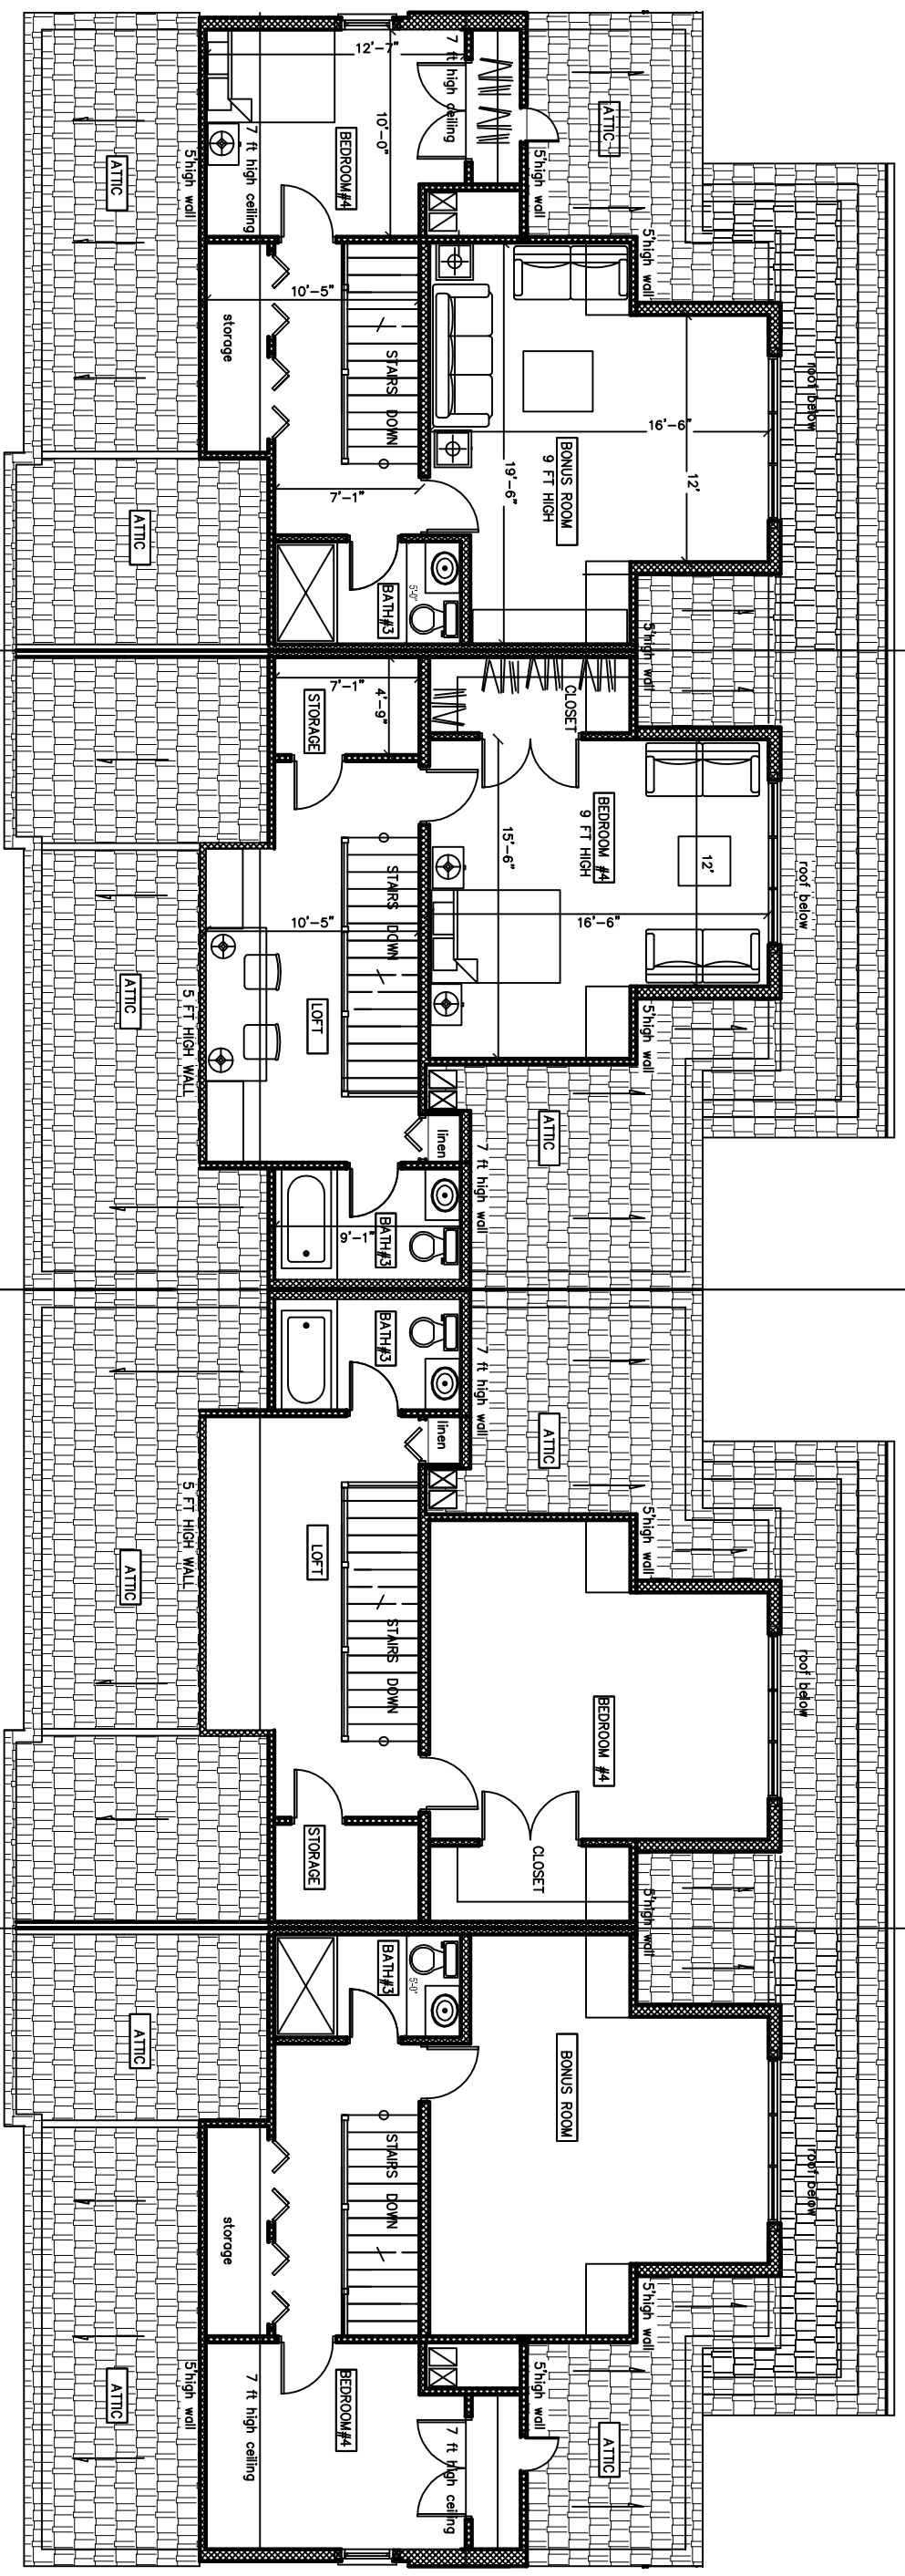 12'-7"
7 ft high ceiling
10'-0"
BEDROOM#4
7 ft high ceiling
5'high wall
ATTIC
ATTIC
5'high wall
5'high wall
10'-5"
storage
STAIRS DOWN
7'-1"
BONUS ROOM
9 FT HIGH
16'-6"
19'-6"
12'
roof below
ATTIC
BATH#3
5'-0"
5'high wall
7'-1"
4'-9"
STORAGE
CLOSET
BEDROOM #4
9 FT HIGH
15'-6"
12'
16'-6"
roof below
STAIRS DOWN
10'-5"
LOFT
ATTIC
5 FT HIGH WALL
5'high wall
linen
7 ft high wall
ATTIC
BATH#3
9'-1"
BATH#3
7 ft high wall
linen
ATTIC
5'high wall
5 FT HIGH WALL
ATTIC
LOFT
STAIRS DOWN
BEDROOM #4
roof below
STORAGE
CLOSET
5'high wall
BATH#3
5'-0"
ATTIC
BONUS ROOM
roof below
STAIRS DOWN
storage
5'high wall
5'high wall
ATTIC
5'high wall
7 ft high ceiling
BEDROOM#4
7 ft high ceiling
ATTIC